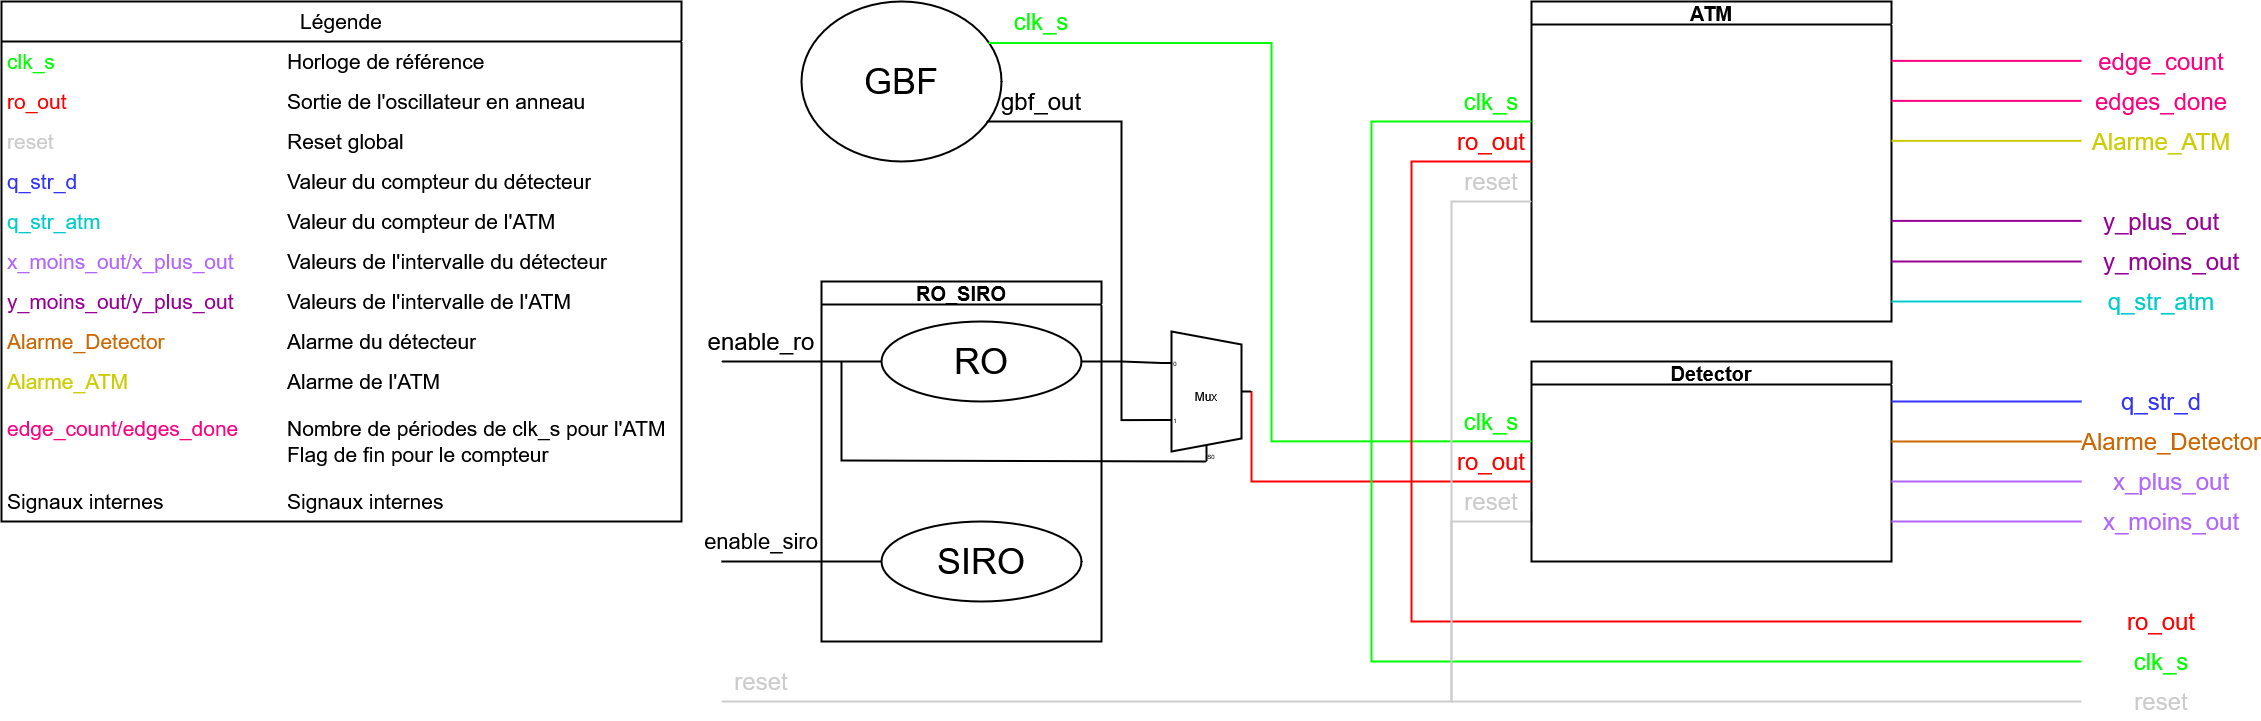 Légende
clk_s Horloge de référence
ro_out Sortie de l'oscillateur en anneau
reset Reset global
q_str_d Valeur du compteur du détecteur
q_str_atm Valeur du compteur de l'ATM
x_moins_out/x_plus_out Valeurs de l'intervalle du détecteur
y_moins_out/y_plus_out Valeurs de l'intervalle de l'ATM
Alarme_Detector Alarme du détecteur
Alarme_ATM Alarme de l'ATM
edge_count/edges_done Nombre de périodes de clk_s pour l'ATM
Flag de fin pour le compteur
Signaux internes Signaux internes
GBF
clk_s
gbf_out
RO_SIRO
enable_ro
RO
enable_siro
SIRO
0
Mux
1
S0
reset
ATM
clk_s
ro_out
reset
edge_count
edges_done
Alarme_ATM
y_plus_out
y_moins_out
q_str_atm
Detector
clk_s
ro_out
reset
q_str_d
Alarme_Detector
x_plus_out
x_moins_out
ro_out
clk_s
reset